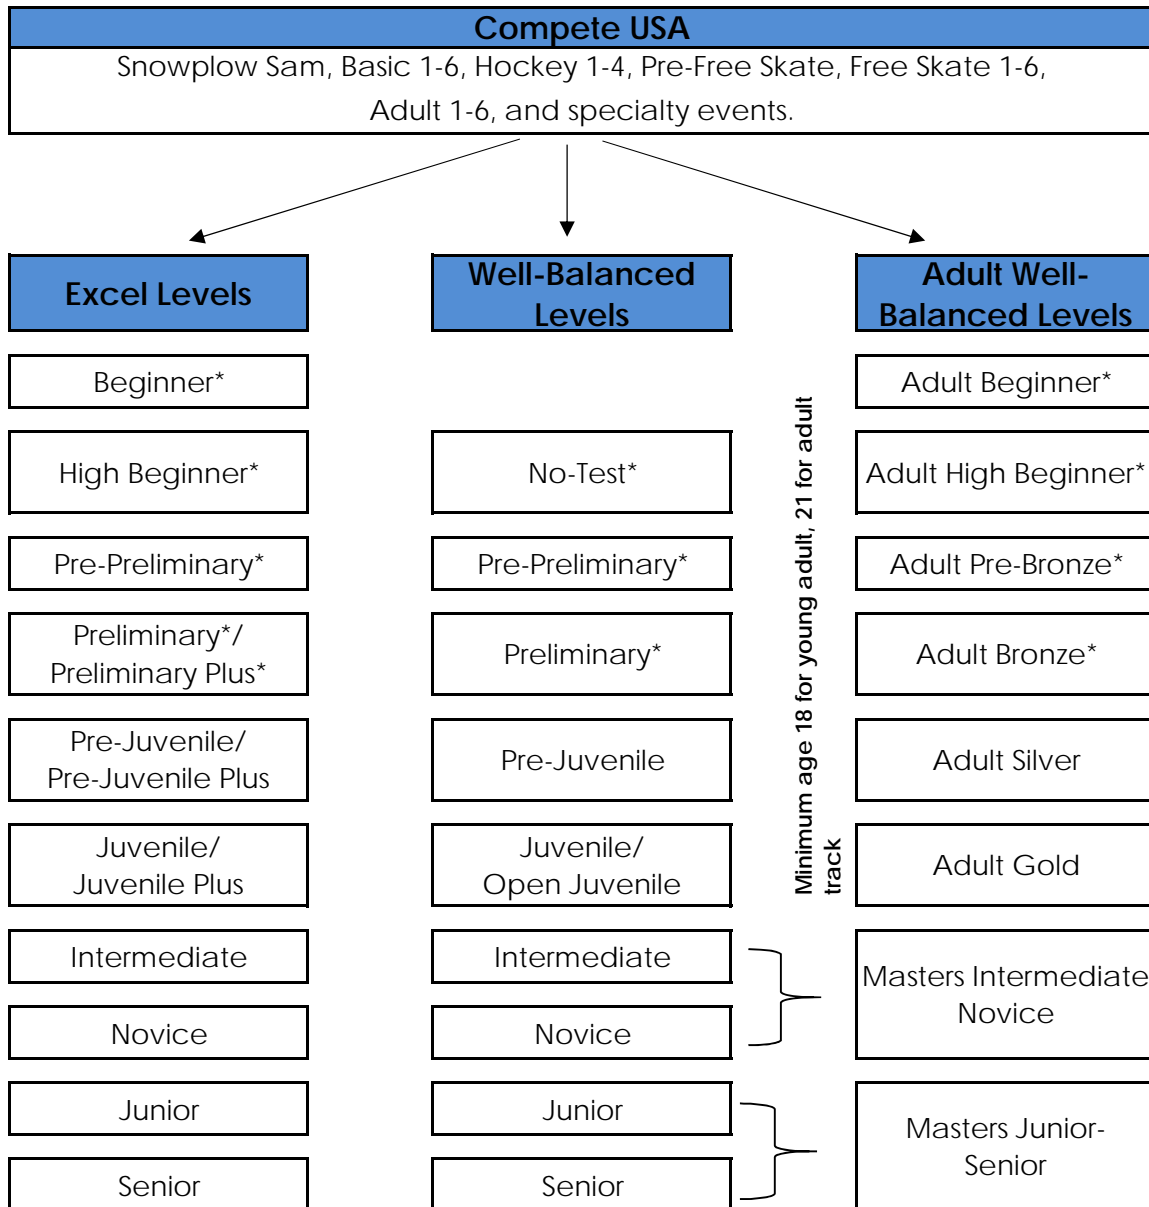 Compete USA
Snowplow Sam, Basic 1-6, Hockey 1-4, Pre-Free Skate, Free Skate 1-6,
Adult 1-6, and specialty events.
Excel Levels
Beginner*
High Beginner*
Pre-Preliminary*
Preliminary*/
Preliminary Plus*
Pre-Juvenile/
Pre-Juvenile Plus
Juvenile/
Juvenile Plus
Intermediate
Novice
Junior
Senior
Well-Balanced
Levels
No-Test*
Pre-Preliminary*
Preliminary*
Pre-Juvenile
Juvenile/
Open Juvenile
Intermediate
Novice
Junior
Senior
Minimum age 18 for young adult, 21 for adult
track
Adult Well-
Balanced Levels
Adult Beginner*
Adult High Beginner*
Adult Pre-Bronze*
Adult Bronze*
Adult Silver
Adult Gold
Masters Intermediate
Novice
Masters Junior-
Senior